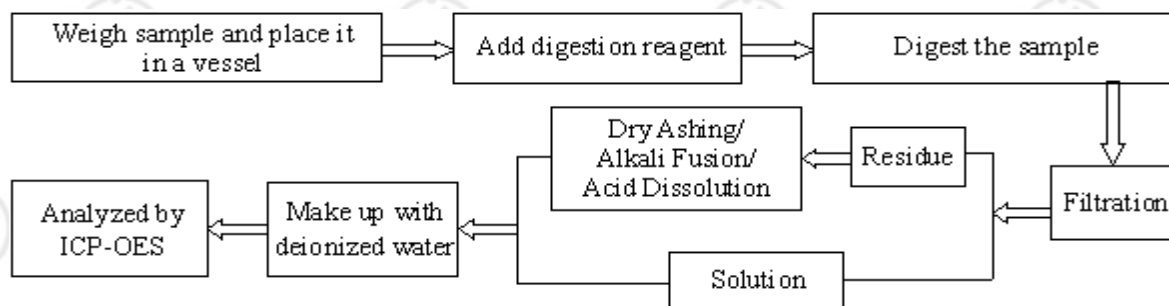 Weigh sample and place it
in a vessel
Add digestion reagent
Digest the sample
Dry Ashing/
Alkali Fusion/
Acid Dissolution
Residue
Filtration
Analyzed by
ICP-OES
Make up with
deionized water
Solution